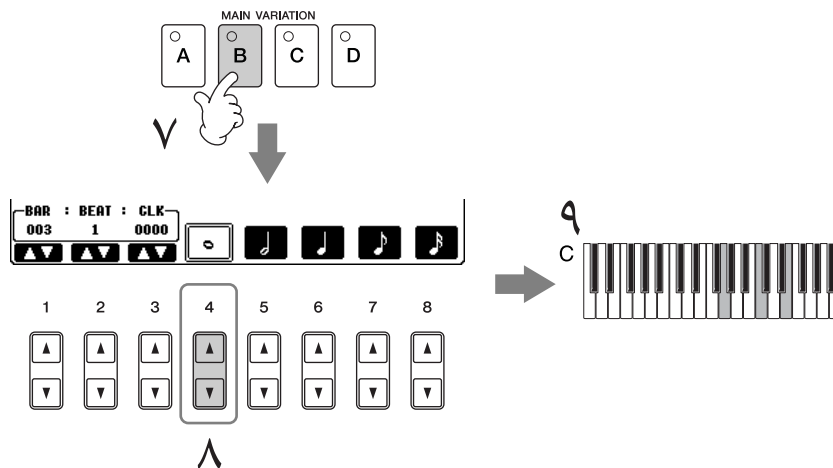 MAIN VARIATION
A B C D
٧
BAR : BEAT : CLK
003 1 0000
٩
C
1 2 3 4 5 6 7 8
٨